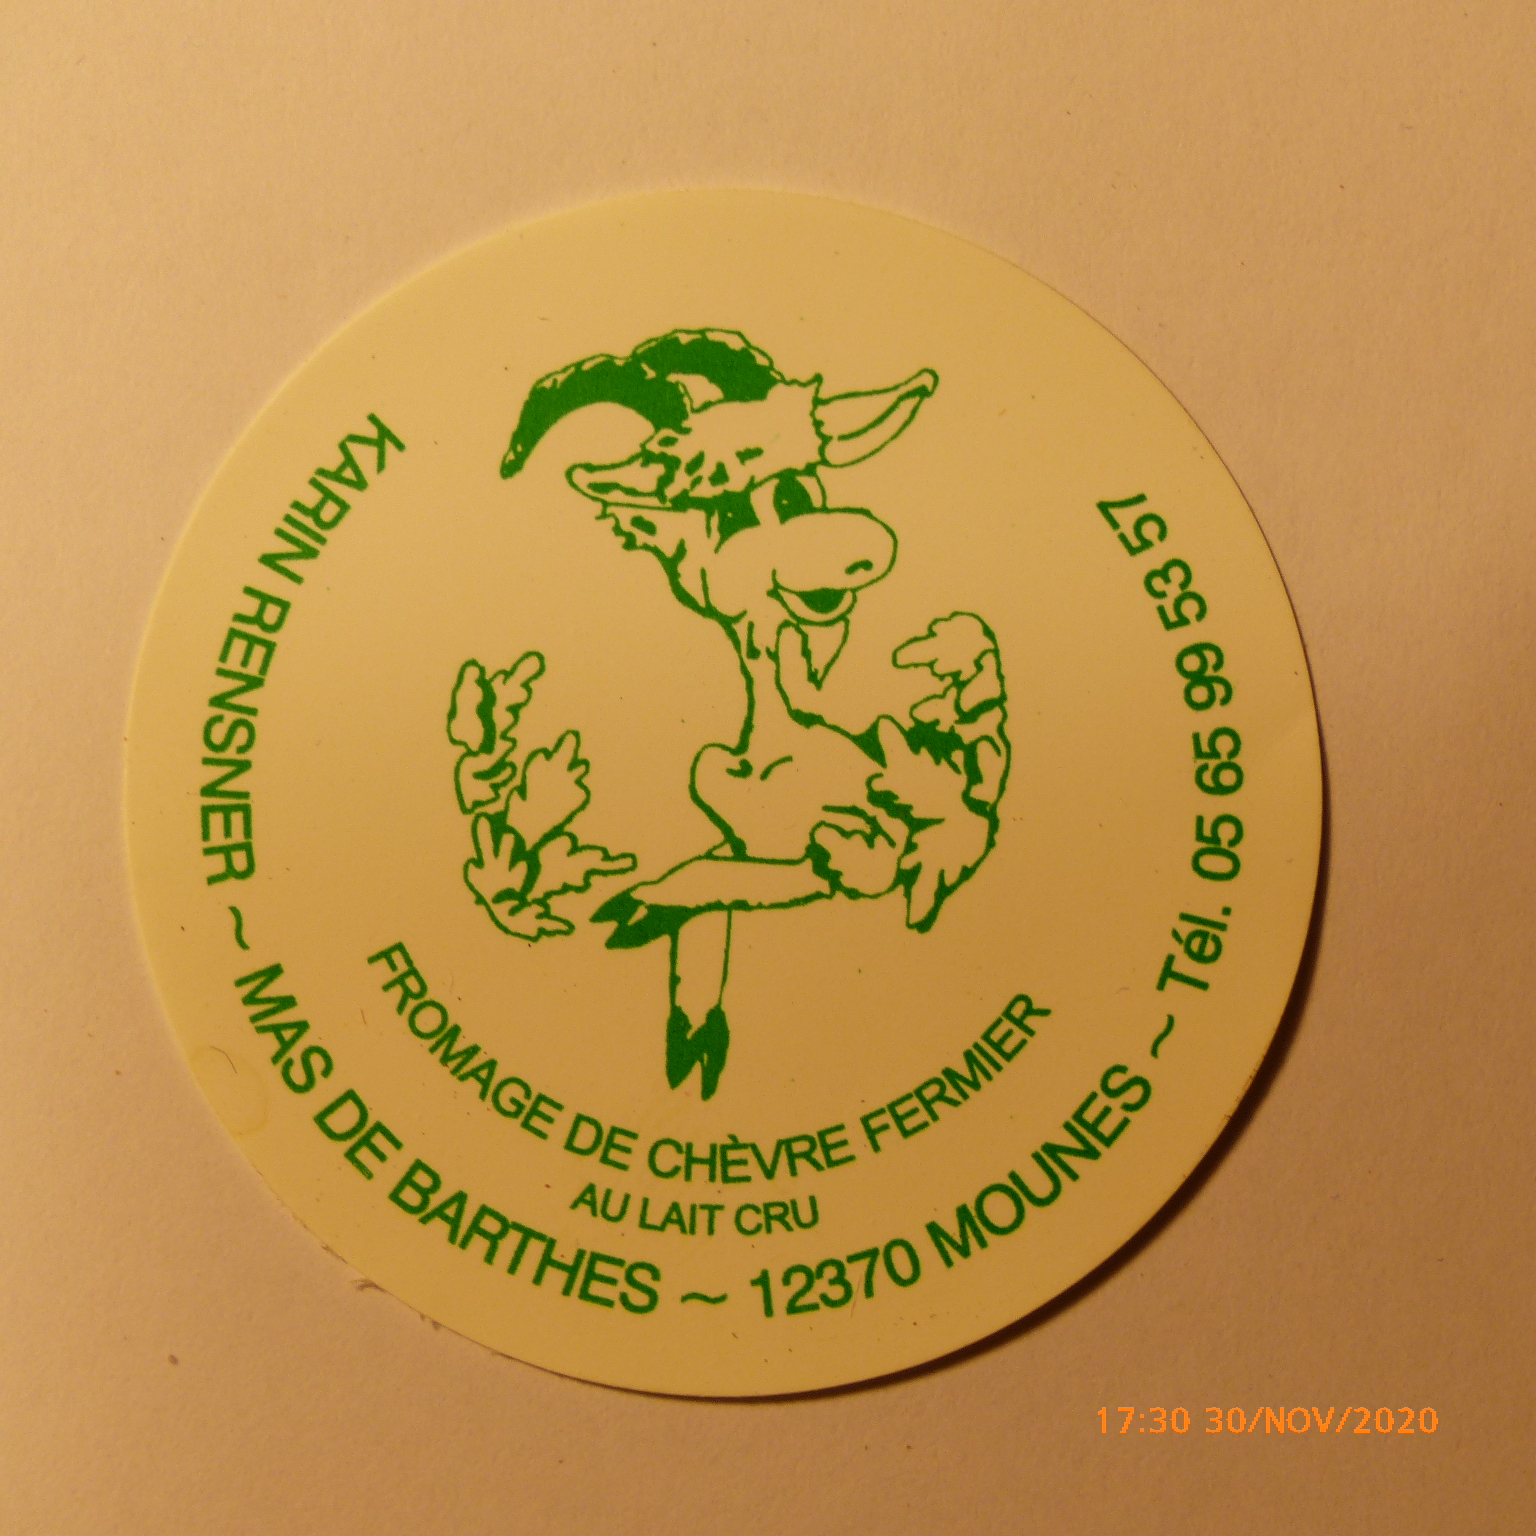 KARIN RENSNER ~ MAS DE BARTHES ~ 12370 MOUNES ~ Tél. 05 65 99 53 57
FROMAGE DE CHÈVRE FERMIER
AU LAIT CRU
17:30 30/NOV/2020